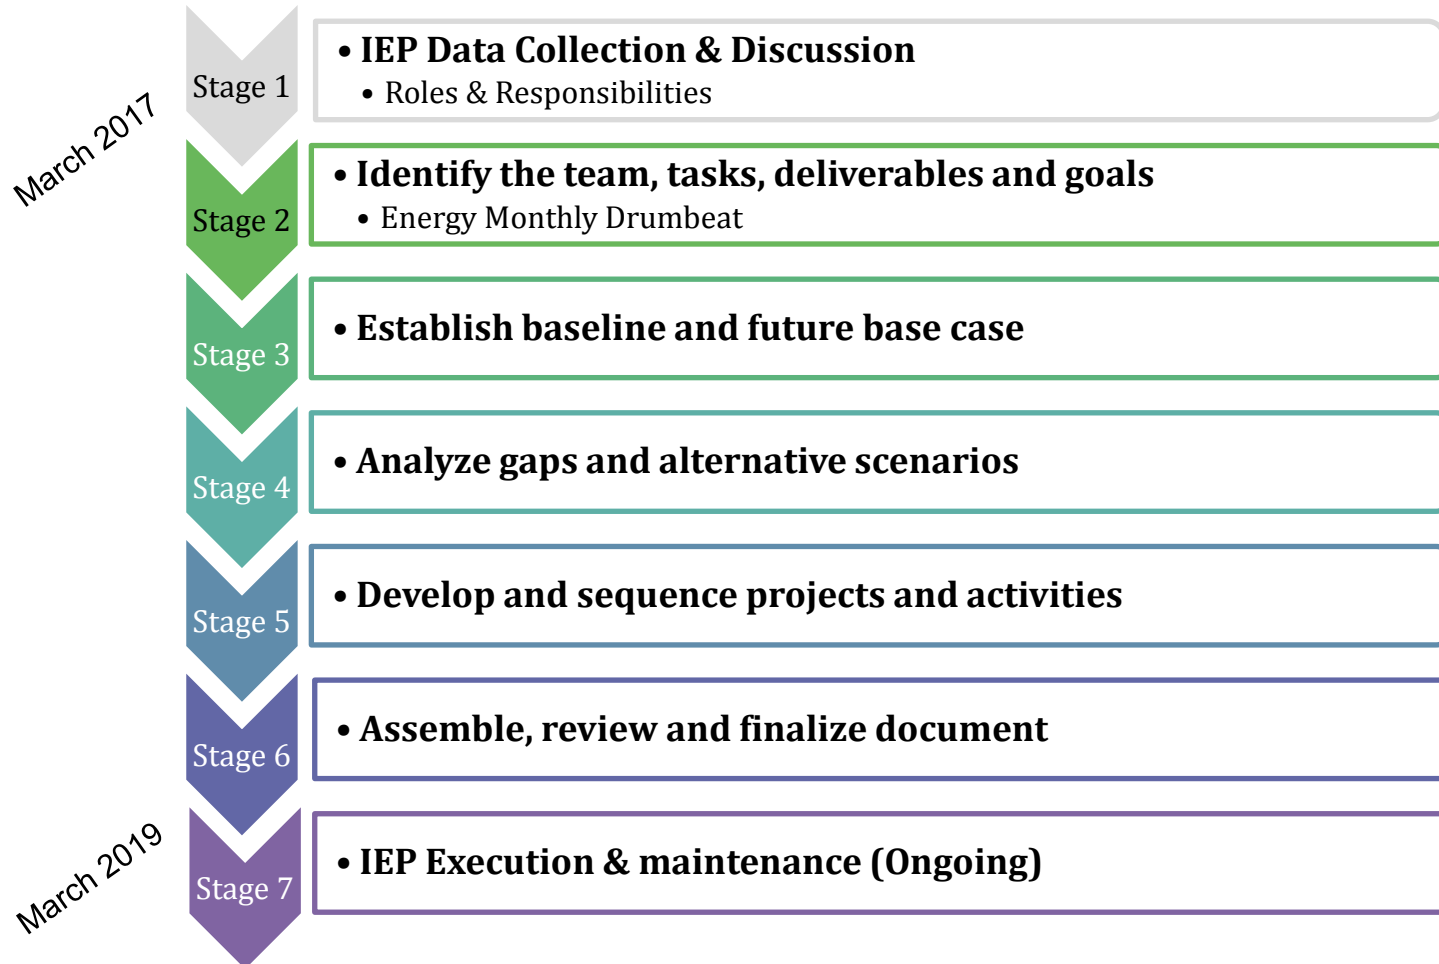 Stage 1
• IEP Data Collection & Discussion
• Roles & Responsibilities
March 2017
Stage 2
• Identify the team, tasks, deliverables and goals
• Energy Monthly Drumbeat
Stage 3
• Establish baseline and future base case
Stage 4
• Analyze gaps and alternative scenarios
Stage 5
• Develop and sequence projects and activities
Stage 6
• Assemble, review and finalize document
March 2019
Stage 7
• IEP Execution & maintenance (Ongoing)